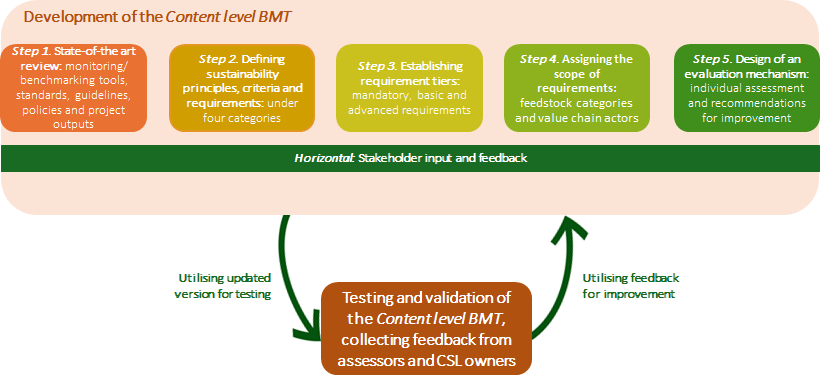 Development of the Content level BMT
Step 1. State-of-the art
review: monitoring/
benchmarking tools,
standards, guidelines,
policies and project
outputs
Step 2. Defining
sustainability
principles, criteria and
requirements: under
four categories
Step 3. Establishing
requirement tiers:
mandatory, basic and
advanced requirements
Step 4. Assigning the
scope of
requirements:
feedstock categories
and value chain actors
Step 5. Design of an
evaluation mechanism:
individual assessment
and recommendations
for improvement
Horizontal: Stakeholder input and feedback
Utilising updated
version for testing
Testing and validation of
the Content level BMT,
collecting feedback from
assessors and CSL owners
Utilising feedback
for improvement